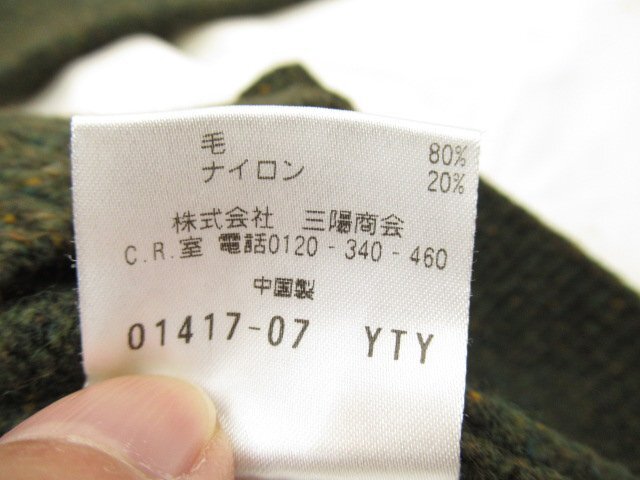 毛 80%
ナイロン 20%
株式会社 三陽商会
C.R.室 電話0120-340-460
中国製
01417-07 YTY